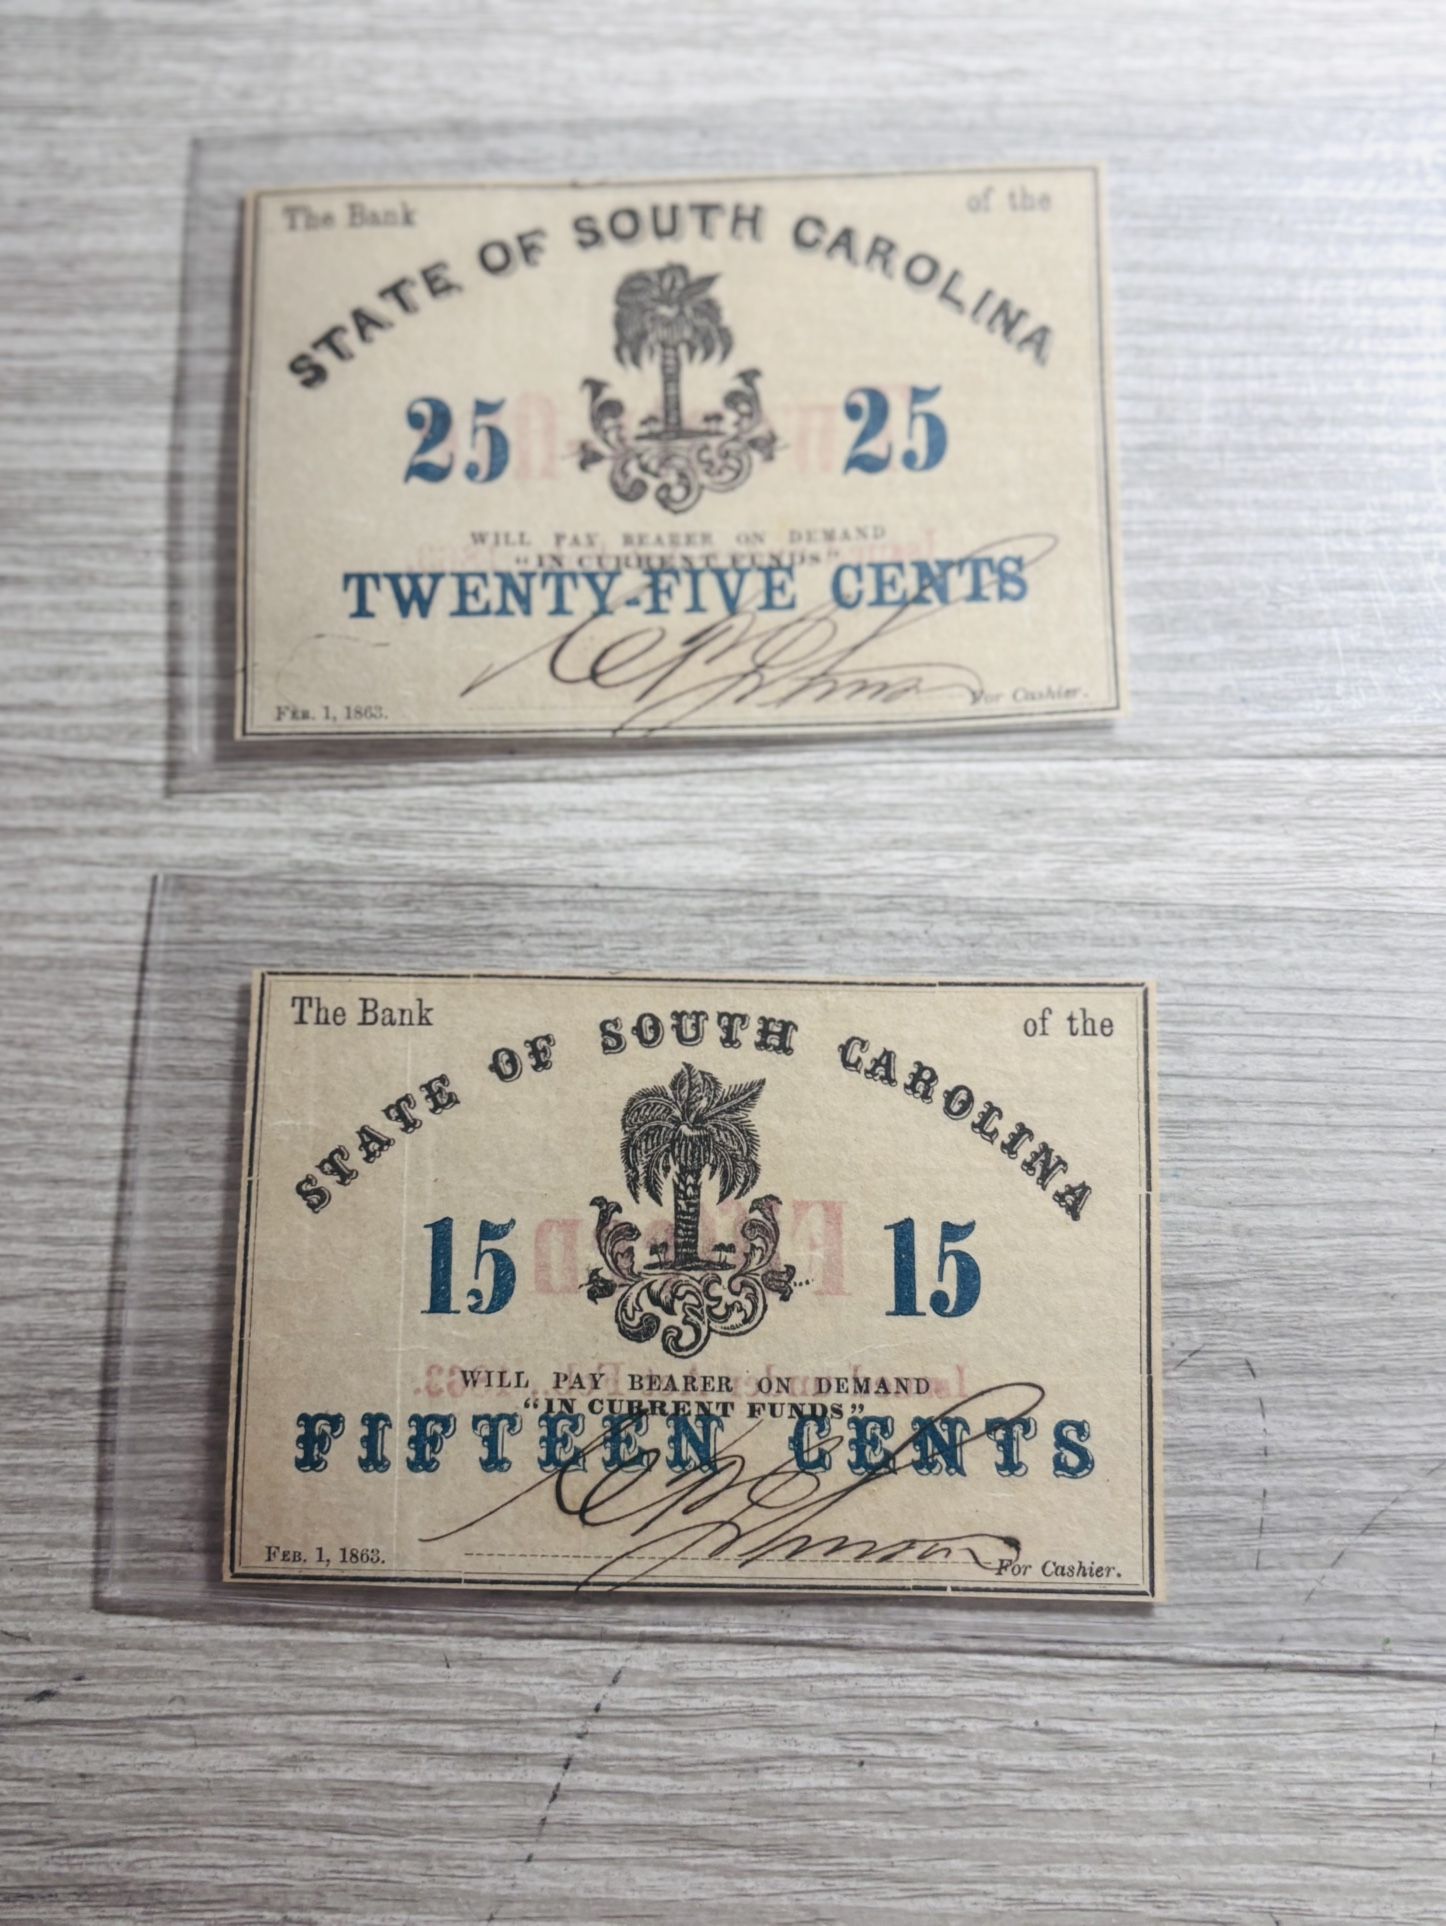 The Bank of the
STATE OF SOUTH CAROLINA
25 25
WILL PAY BEARER ON DEMAND
"IN CURRENT FUNDS"
TWENTY-FIVE CENTS
FEB. 1, 1863. For Cashier.
The Bank of the
STATE OF SOUTH CAROLINA
15 15
WILL PAY BEARER ON DEMAND
"IN CURRENT FUNDS"
FIFTEEN CENTS
FEB. 1, 1863. For Cashier.